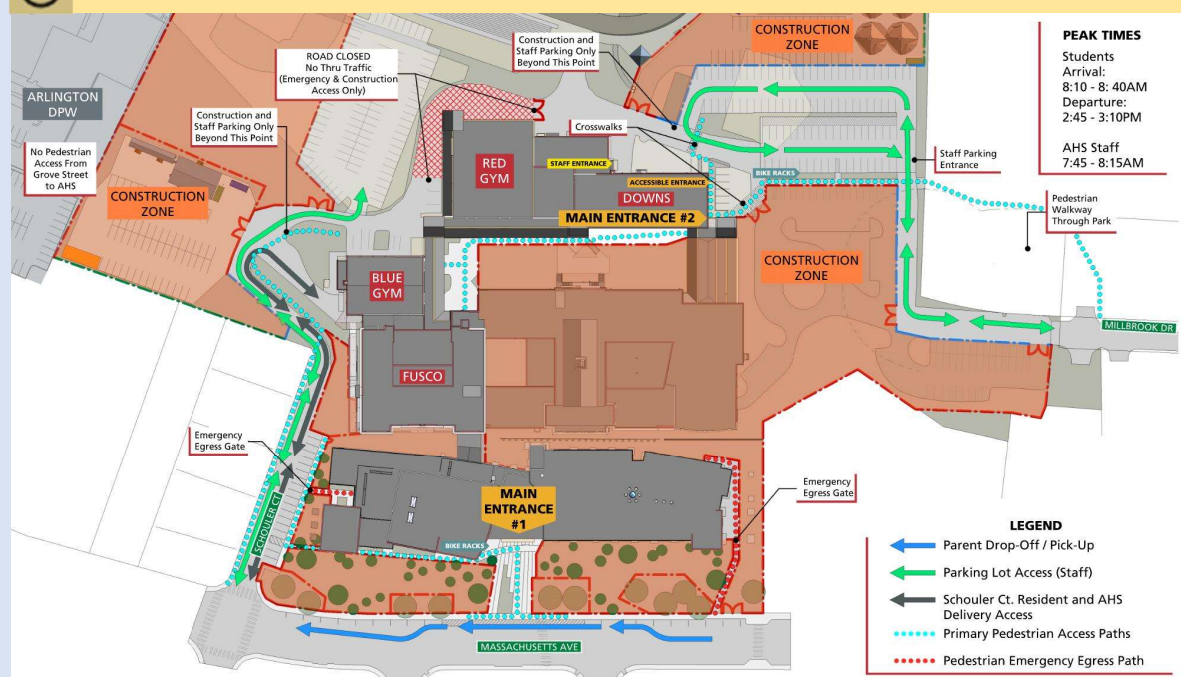 CONSTRUCTION
ZONE
PEAK TIMES
Students
Arrival:
8:10 - 8: 40AM
Departure:
2:45 - 3:10PM
AHS Staff
7:45 - 8:15AM
Construction and
Staff Parking Only
Beyond This Point
ROAD CLOSED
No Thru Traffic
(Emergency & Construction
Access Only)
ARLINGTON
DPW
Construction and
Staff Parking Only
Beyond This Point
Crosswalks
No Pedestrian
Access From
Grove Street
to AHS
RED
GYM
STAFF ENTRANCE
Staff Parking
Entrance
BIKE RACKS
ACCESSIBLE ENTRANCE
CONSTRUCTION
ZONE
DOWNS
MAIN ENTRANCE #2
Pedestrian
Walkway
Through Park
CONSTRUCTION
ZONE
BLUE
GYM
MILLBROOK DR
FUSCO
Emergency
Egress Gate
Emergency
Egress Gate
MAIN
ENTRANCE
#1
SCHOULER CT
BIKE RACKS
MASSACHUSETTS AVE
LEGEND
Parent Drop-Off / Pick-Up
Parking Lot Access (Staff)
Schouler Ct. Resident and AHS
Delivery Access
Primary Pedestrian Access Paths
Pedestrian Emergency Egress Path